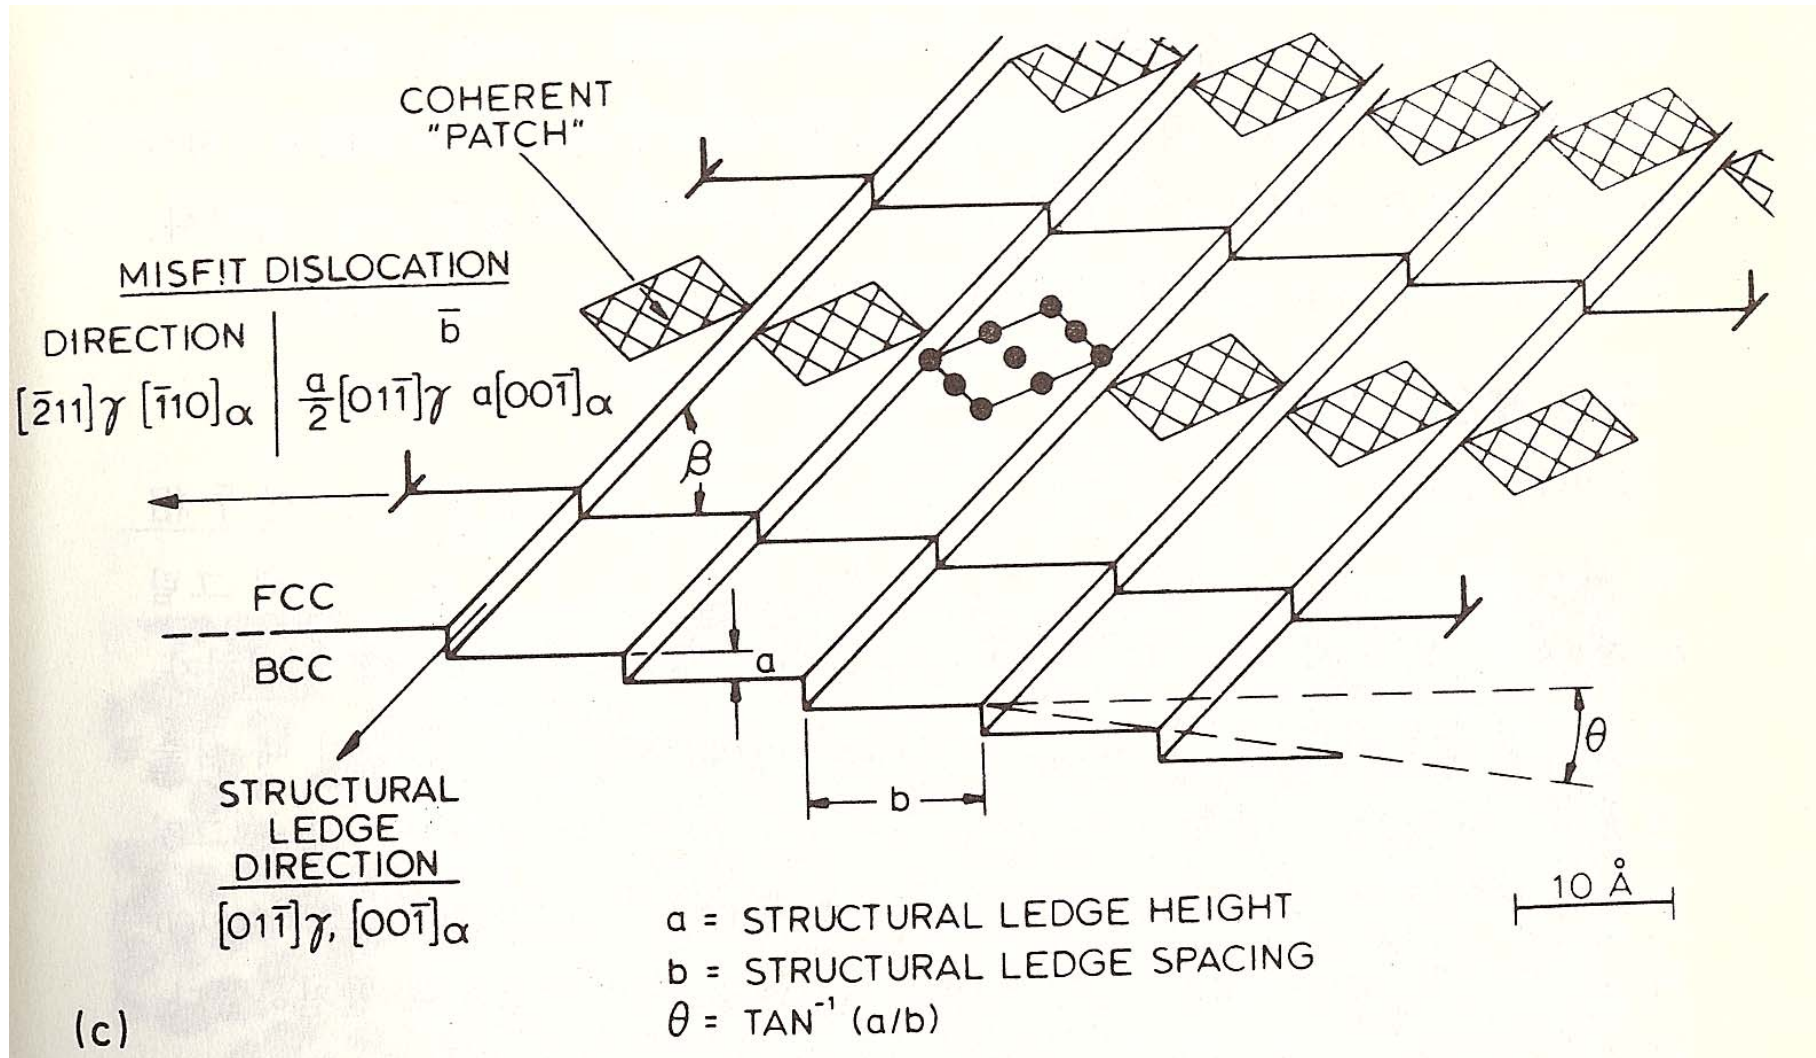 COHERENT
"PATCH"
MISFIT DISLOCATION
DIRECTION
b̄
[2̄11]γ [1̄10]α
a/2 [011̄]γ a[001̄]α
β
FCC
BCC
a
θ
b
STRUCTURAL
LEDGE
DIRECTION
[011̄]γ, [001̄]α
10 Å
a = STRUCTURAL LEDGE HEIGHT
b = STRUCTURAL LEDGE SPACING
θ = TAN⁻¹ (a/b)
(c)